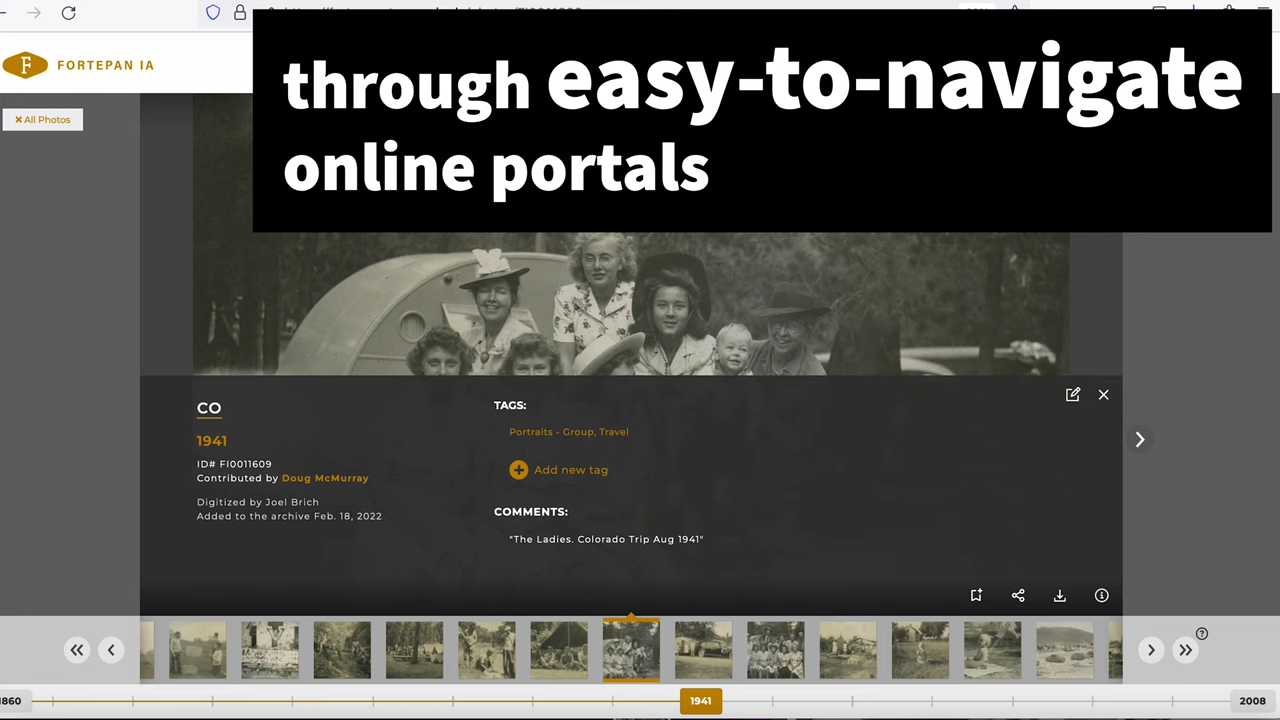 through easy-to-navigate
online portals
F FORTEPAN IA
All Photos
CO
1941
ID# FI0011609
Contributed by Doug McMurray
Digitized by Joel Brich
Added to the archive Feb. 18, 2022
TAGS:
Portraits - Group, Travel
Add new tag
COMMENTS:
"The Ladies. Colorado Trip Aug 1941"
1860
1941
2008